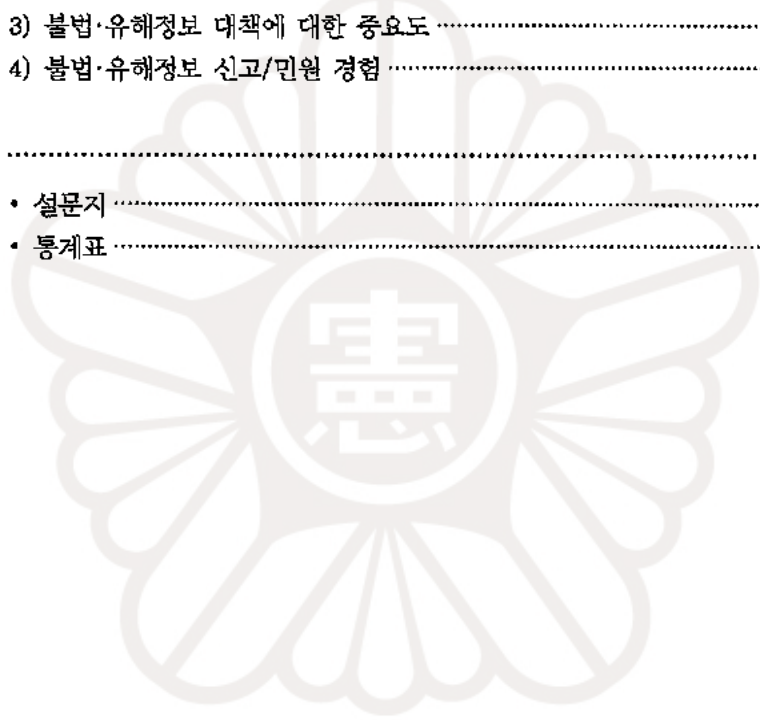 3) 불법·유해정보 대책에 대한 중요도
4) 불법·유해정보 신고/민원 경험
• 설문지
• 통계표
憲